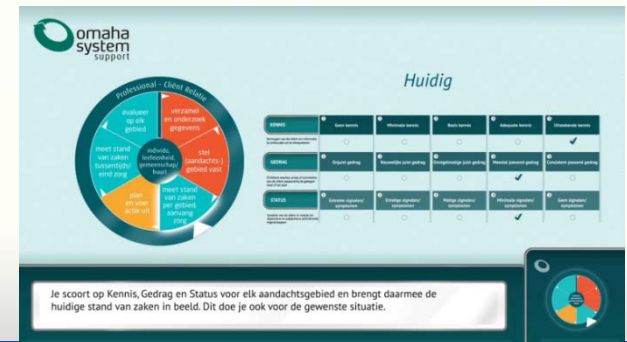 omaha
system
support
Professional - Cliënt Relatie
evalueer
op elk
gebied
verzamel
en onderzoek
gegevens
meet stand
van zaken
tussentijds/
eind zorg
individu,
leefeenheid,
gemeenschap/
buurt
stel
(aandachts-)
gebied vast
plan
en voer
actie uit
meet stand
van zaken
per gebied,
aanvang
zorg
Huidig
KENNIS
Geen kennis
Minimale kennis
Basis kennis
Adequate kennis
Uitstekende kennis
GEDRAG
Onjuist gedrag
Nauwelijks juist gedrag
Onregelmatige juist gedrag
Meestal passend gedrag
Consistent passend gedrag
STATUS
Extreme signalen/
symptomen
Ernstige signalen/
symptomen
Matige signalen/
symptomen
Minimale signalen/
symptomen
Geen signalen/
symptomen
Je scoort op Kennis, Gedrag en Status voor elk aandachtsgebied en brengt daarmee de
huidige stand van zaken in beeld. Dit doe je ook voor de gewenste situatie.